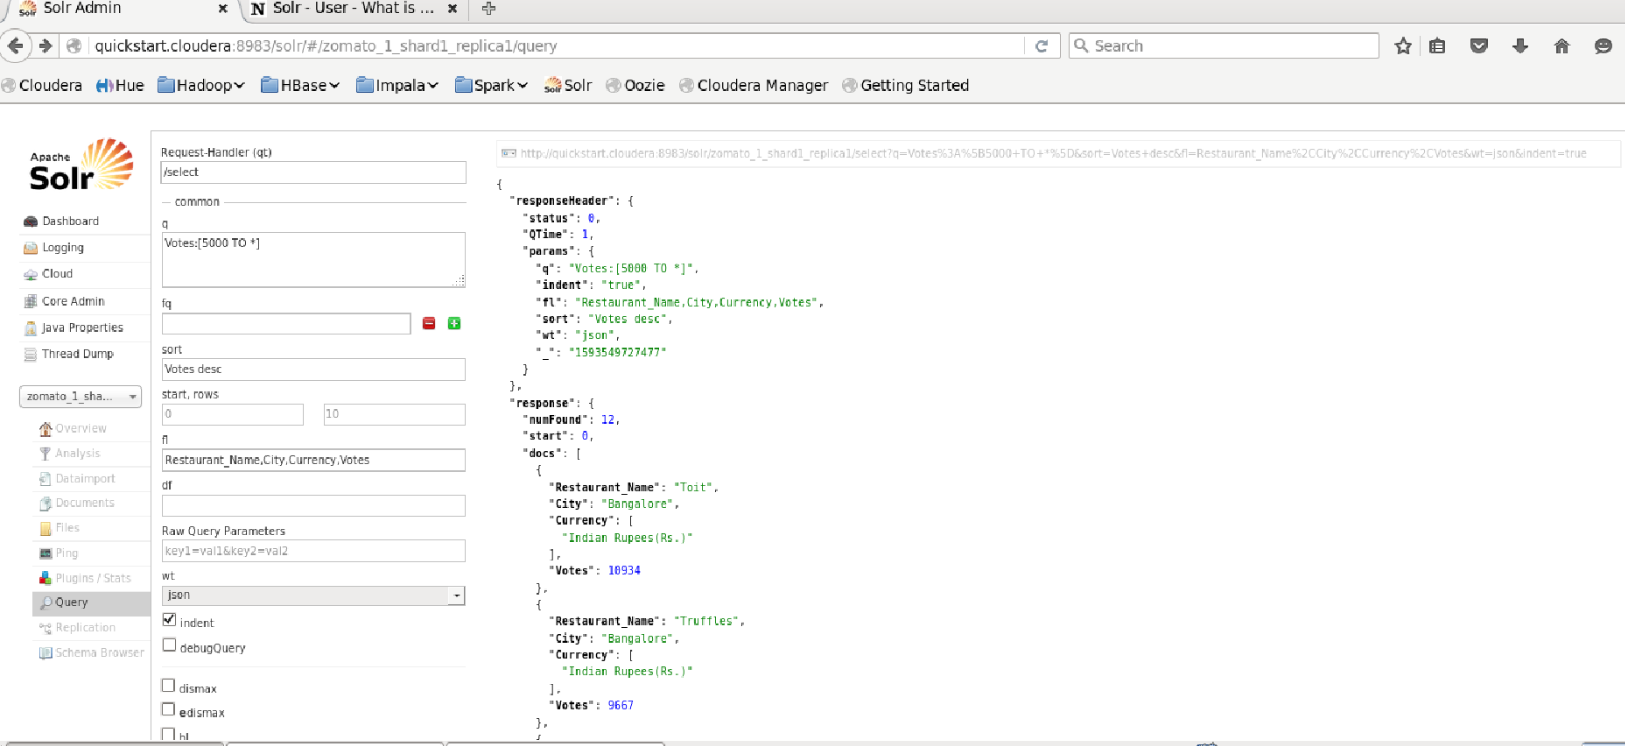 Solr Admin
Solr - User - What is ...
quickstart.cloudera:8983/solr/#/zomato_1_shard1_replica1/query
Search
Cloudera Hue Hadoop HBase Impala Spark Solr Oozie Cloudera Manager Getting Started
Apache
Solr
Dashboard
Logging
Cloud
Core Admin
Java Properties
Thread Dump
zomato_1_sha...
Overview
Analysis
Dataimport
Documents
Files
Ping
Plugins / Stats
Query
Replication
Schema Browser
Request-Handler (qt)
/select
common
q
Votes:[5000 TO *]
fq
sort
Votes desc
start, rows
0 10
fl
Restaurant_Name,City,Currency,Votes
df
Raw Query Parameters
key1=val1&key2=val2
wt
json
indent
debugQuery
dismax
edismax
hl
http://quickstart.cloudera:8983/solr/zomato_1_shard1_replica1/select?q=Votes%3A%5B5000+TO+*%5D&sort=Votes+desc&fl=Restaurant_Name%2CCity%2CCurrency%2CVotes&wt=json&indent=true
{
"responseHeader": {
"status": 0,
"QTime": 1,
"params": {
"q": "Votes:[5000 TO *]",
"indent": "true",
"fl": "Restaurant_Name,City,Currency,Votes",
"sort": "Votes desc",
"wt": "json",
"_": "1593549727477"
}
},
"response": {
"numFound": 12,
"start": 0,
"docs": [
{
"Restaurant_Name": "Toit",
"City": "Bangalore",
"Currency": [
"Indian Rupees(Rs.)"
],
"Votes": 10934
},
{
"Restaurant_Name": "Truffles",
"City": "Bangalore",
"Currency": [
"Indian Rupees(Rs.)"
],
"Votes": 9667
},
{